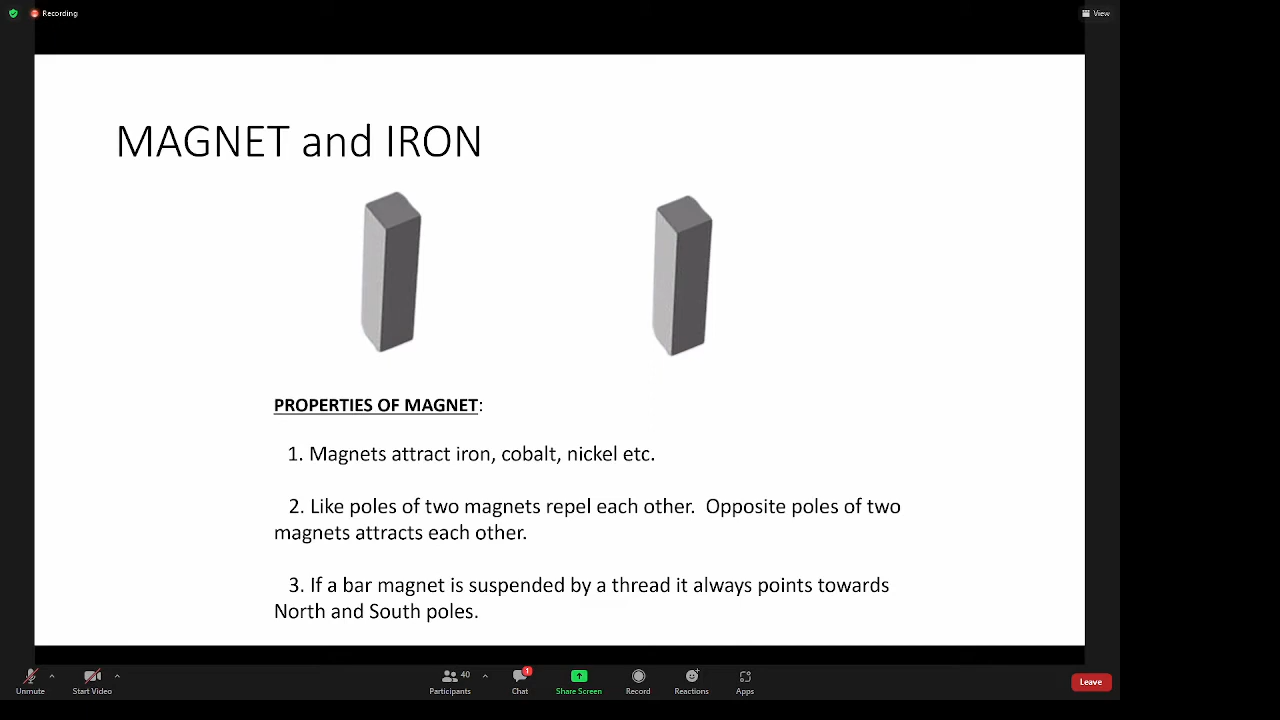 Recording
View
MAGNET and IRON
PROPERTIES OF MAGNET:
1. Magnets attract iron, cobalt, nickel etc.
2. Like poles of two magnets repel each other. Opposite poles of two
magnets attracts each other.
3. If a bar magnet is suspended by a thread it always points towards
North and South poles.
40
1
Unmute
Start Video
Participants
Chat
Share Screen
Record
Reactions
Apps
Leave